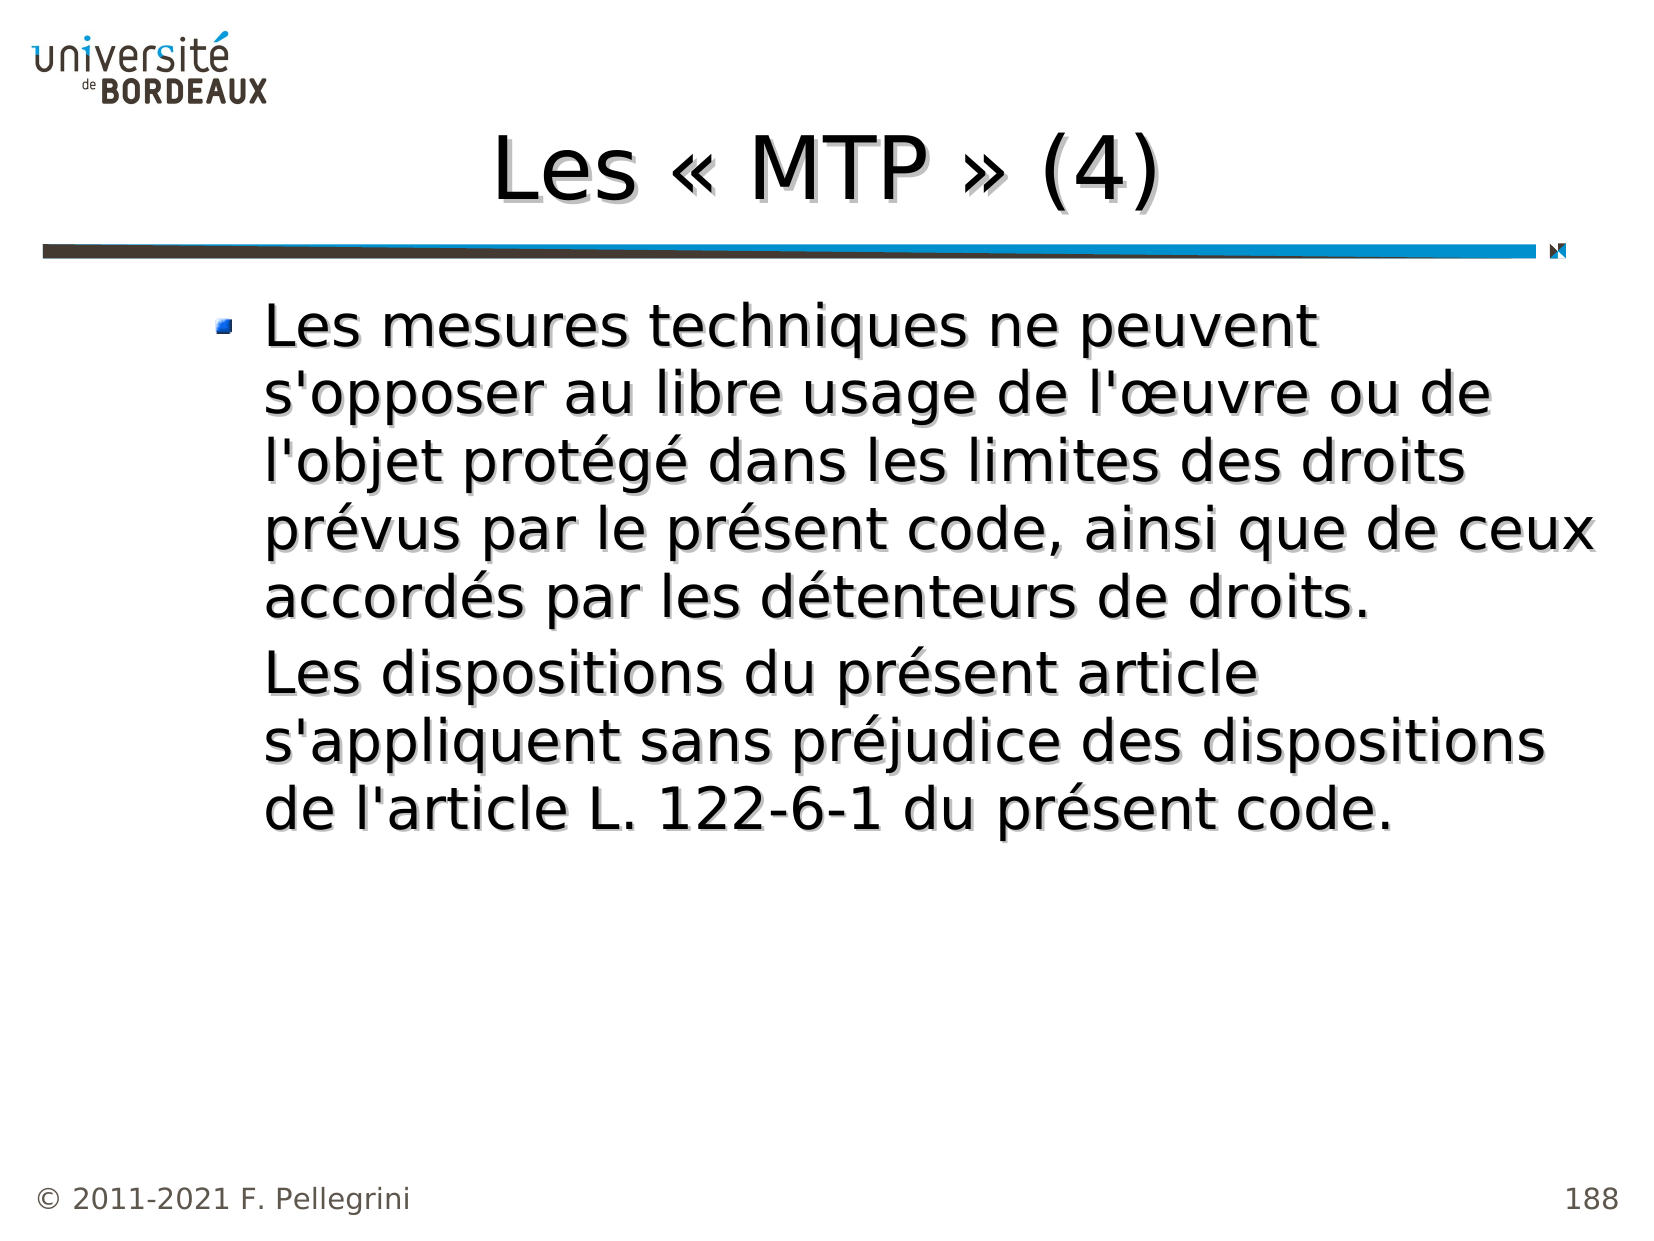 université
de BORDEAUX
Les « MTP » (4)
Les mesures techniques ne peuvent
s'opposer au libre usage de l'œuvre ou de
l'objet protégé dans les limites des droits
prévus par le présent code, ainsi que de ceux
accordés par les détenteurs de droits.
Les dispositions du présent article
s'appliquent sans préjudice des dispositions
de l'article L. 122-6-1 du présent code.
© 2011-2021 F. Pellegrini
188